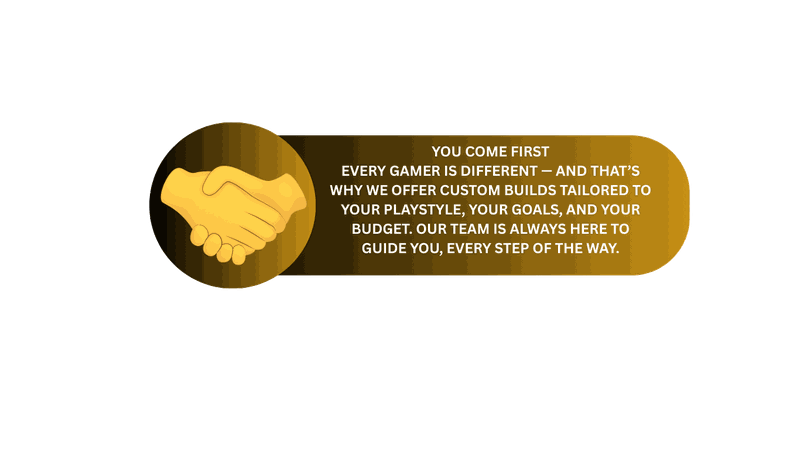 YOU COME FIRST
EVERY GAMER IS DIFFERENT — AND THAT’S
WHY WE OFFER CUSTOM BUILDS TAILORED TO
YOUR PLAYSTYLE, YOUR GOALS, AND YOUR
BUDGET. OUR TEAM IS ALWAYS HERE TO
GUIDE YOU, EVERY STEP OF THE WAY.